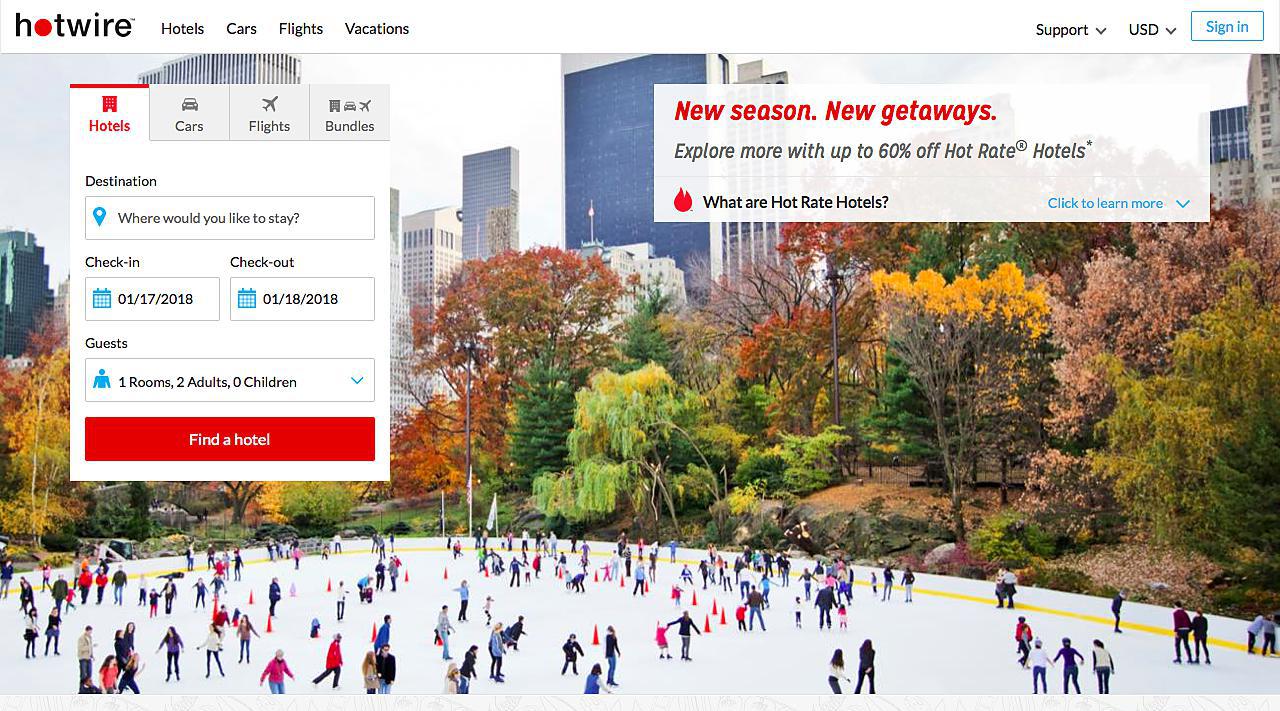 hotwire™ Hotels Cars Flights Vacations Support USD Sign in
Hotels Cars Flights Bundles
New season. New getaways.
Explore more with up to 60% off Hot Rate® Hotels*
What are Hot Rate Hotels? Click to learn more
Destination
Where would you like to stay?
Check-in Check-out
01/17/2018 01/18/2018
Guests
1 Rooms, 2 Adults, 0 Children
Find a hotel